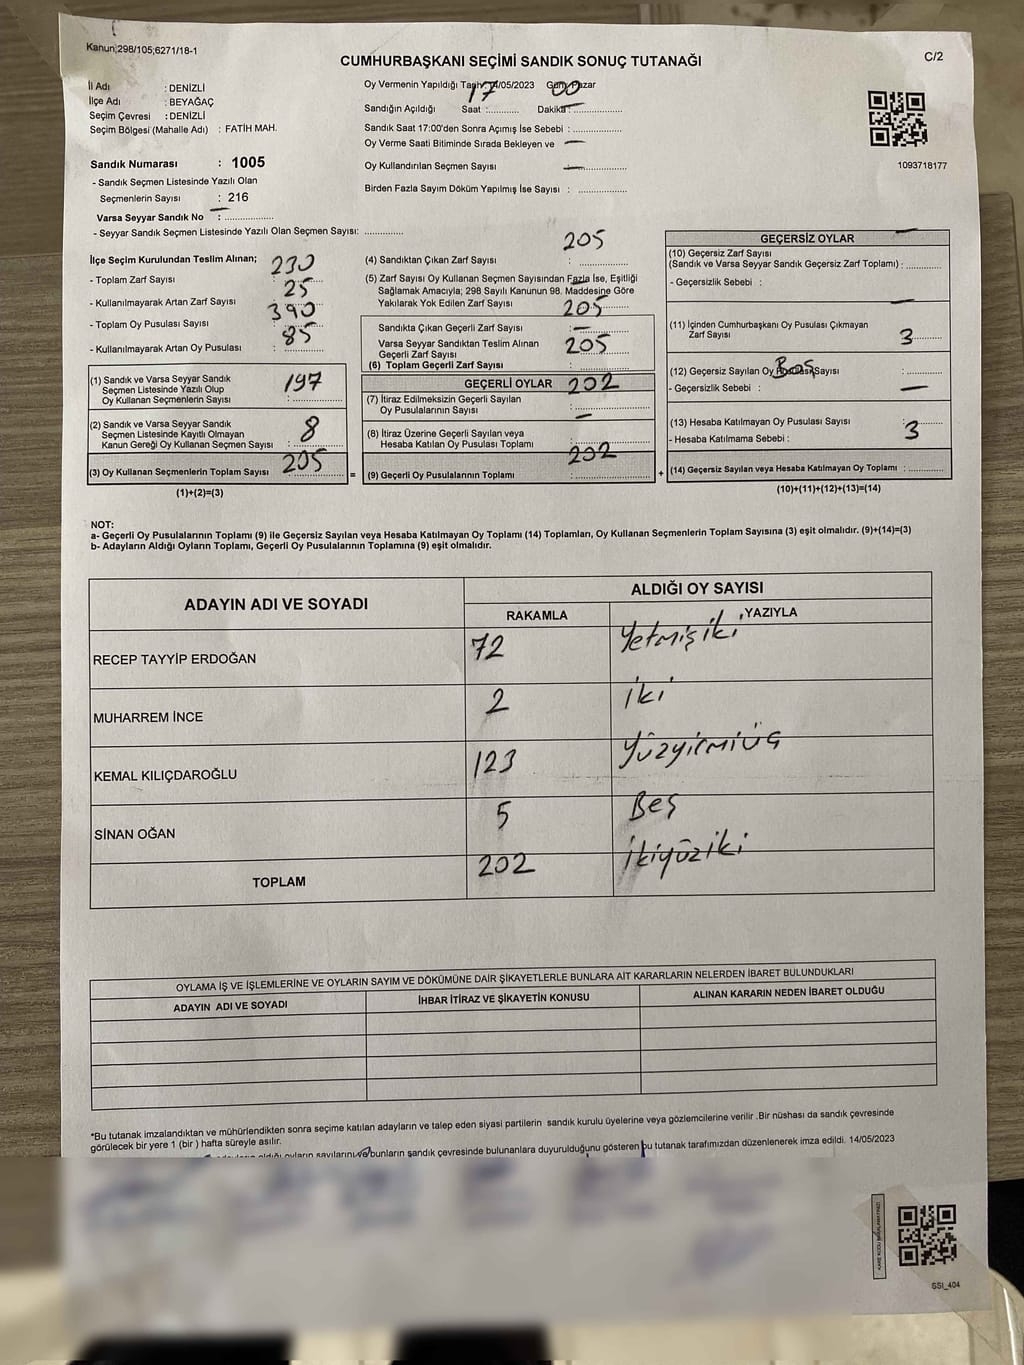 Kanun;298/105;6271/18-1
C/2
CUMHURBAŞKANI SEÇİMİ SANDIK SONUÇ TUTANAĞI
İl Adı : DENİZLİ
İlçe Adı : BEYAĞAÇ
Seçim Çevresi : DENİZLİ
Seçim Bölgesi (Mahalle Adı) : FATİH MAH.
Sandık Numarası : 1005
- Sandık Seçmen Listesinde Yazılı Olan
Seçmenlerin Sayısı : 216
Varsa Seyyar Sandık No : —
- Seyyar Sandık Seçmen Listesinde Yazılı Olan Seçmen Sayısı: ..............
Oy Vermenin Yapıldığı Tarih: 14/05/2023 Gün: Pazar
Sandığın Açıldığı Saat :.......... Dakika:..........
17 00
Sandık Saat 17:00'den Sonra Açımış İse Sebebi : —
Oy Verme Saati Bitiminde Sırada Bekleyen ve
Oy Kullandırılan Seçmen Sayısı : —
Birden Fazla Sayım Döküm Yapılmış İse Sayısı : —
1093718177
İlçe Seçim Kurulundan Teslim Alınan;
- Toplam Zarf Sayısı : 230
- Kullanılmayarak Artan Zarf Sayısı : 25
- Toplam Oy Pusulası Sayısı : 390
- Kullanılmayarak Artan Oy Pusulası : 85
(1) Sandık ve Varsa Seyyar Sandık
Seçmen Listesinde Yazılı Olup
Oy Kullanan Seçmenlerin Sayısı : 197
(2) Sandık ve Varsa Seyyar Sandık
Seçmen Listesinde Kayıtlı Olmayan
Kanun Gereği Oy Kullanan Seçmen Sayısı : 8
(3) Oy Kullanan Seçmenlerin Toplam Sayısı 205
(1)+(2)=(3)
=
(4) Sandıktan Çıkan Zarf Sayısı : 205
(5) Zarf Sayısı Oy Kullanan Seçmen Sayısından Fazla İse, Eşitliği
Sağlamak Amacıyla; 298 Sayılı Kanunun 98. Maddesine Göre
Yakılarak Yok Edilen Zarf Sayısı :
Sandıkta Çıkan Geçerli Zarf Sayısı : 205
Varsa Seyyar Sandıktan Teslim Alınan
Geçerli Zarf Sayısı : —
(6) Toplam Geçerli Zarf Sayısı : 205
GEÇERLİ OYLAR
(7) İtiraz Edilmeksizin Geçerli Sayılan
Oy Pusulalarının Sayısı : 202
(8) İtiraz Üzerine Geçerli Sayılan veya
Hesaba Katılan Oy Pusulası Toplamı : —
(9) Geçerli Oy Pusulalarının Toplamı : 202
+
GEÇERSİZ OYLAR
(10) Geçersiz Zarf Sayısı
(Sandık ve Varsa Seyyar Sandık Geçersiz Zarf Toplamı) : —
- Geçersizlik Sebebi :
(11) İçinden Cumhurbaşkanı Oy Pusulası Çıkmayan
Zarf Sayısı : —
(12) Geçersiz Sayılan Oy Pusulası Sayısı : 3
- Geçersizlik Sebebi : Boş
(13) Hesaba Katılmayan Oy Pusulası Sayısı : —
- Hesaba Katılmama Sebebi :
(14) Geçersiz Sayılan veya Hesaba Katılmayan Oy Toplamı : 3
(10)+(11)+(12)+(13)=(14)
NOT:
a- Geçerli Oy Pusulalarının Toplamı (9) ile Geçersiz Sayılan veya Hesaba Katılmayan Oy Toplamı (14) Toplamları, Oy Kullanan Seçmenlerin Toplam Sayısına (3) eşit olmalıdır. (9)+(14)=(3)
b- Adayların Aldığı Oyların Toplamı, Geçerli Oy Pusulalarının Toplamına (9) eşit olmalıdır.
ADAYIN ADI VE SOYADI ALDIĞI OY SAYISI
RAKAMLA YAZIYLA
RECEP TAYYİP ERDOĞAN 72 Yetmişiki
MUHARREM İNCE 2 iki
KEMAL KILIÇDAROĞLU 123 Yüzyirmiüç
SİNAN OĞAN 5 Beş
TOPLAM 202 İkiyüziki
OYLAMA İŞ VE İŞLEMLERİNE VE OYLARIN SAYIM VE DÖKÜMÜNE DAİR ŞİKAYETLERLE BUNLARA AİT KARARLARIN NELERDEN İBARET BULUNDUKLARI
ADAYIN ADI VE SOYADI İHBAR İTİRAZ VE ŞİKAYETİN KONUSU ALINAN KARARIN NEDEN İBARET OLDUĞU
*Bu tutanak imzalandıktan ve mühürlendikten sonra seçime katılan adayların ve talep eden siyasi partilerin sandık kurulu üyelerine veya gözlemcilerine verilir .Bir nüshası da sandık çevresinde
görülecek bir yere 1 (bir ) hafta süreyle asılır.
aldığı oyların sayılarını ve bunların sandık çevresinde bulunanlara duyurulduğunu gösteren bu tutanak tarafımızdan düzenlenerek imza edildi. 14/05/2023
SSI_404